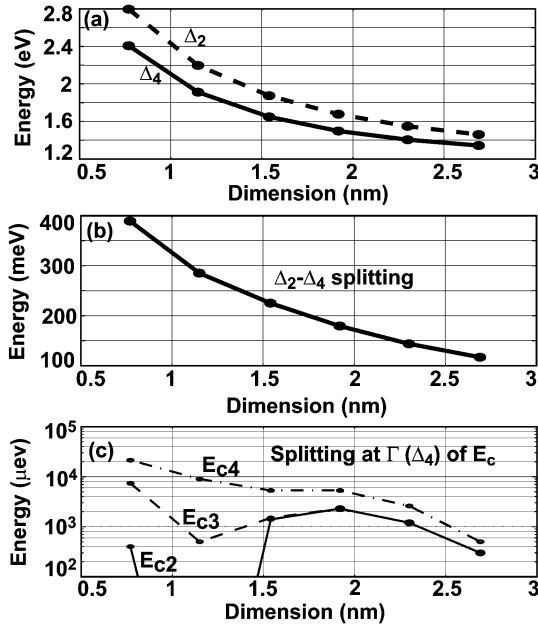 (a)
Δ2
Δ4
Energy (eV)
2.8
2.4
2
1.6
1.2
0.5 1 1.5 2 2.5 3
Dimension (nm)
(b)
Δ2-Δ4 splitting
Energy (meV)
400
300
200
100
0.5 1 1.5 2 2.5 3
Dimension (nm)
(c)
Splitting at Γ (Δ4) of Ec
Ec4
Ec3
Ec2
Energy (μev)
10^5
10^4
10^3
10^2
0.5 1 1.5 2 2.5 3
Dimension (nm)